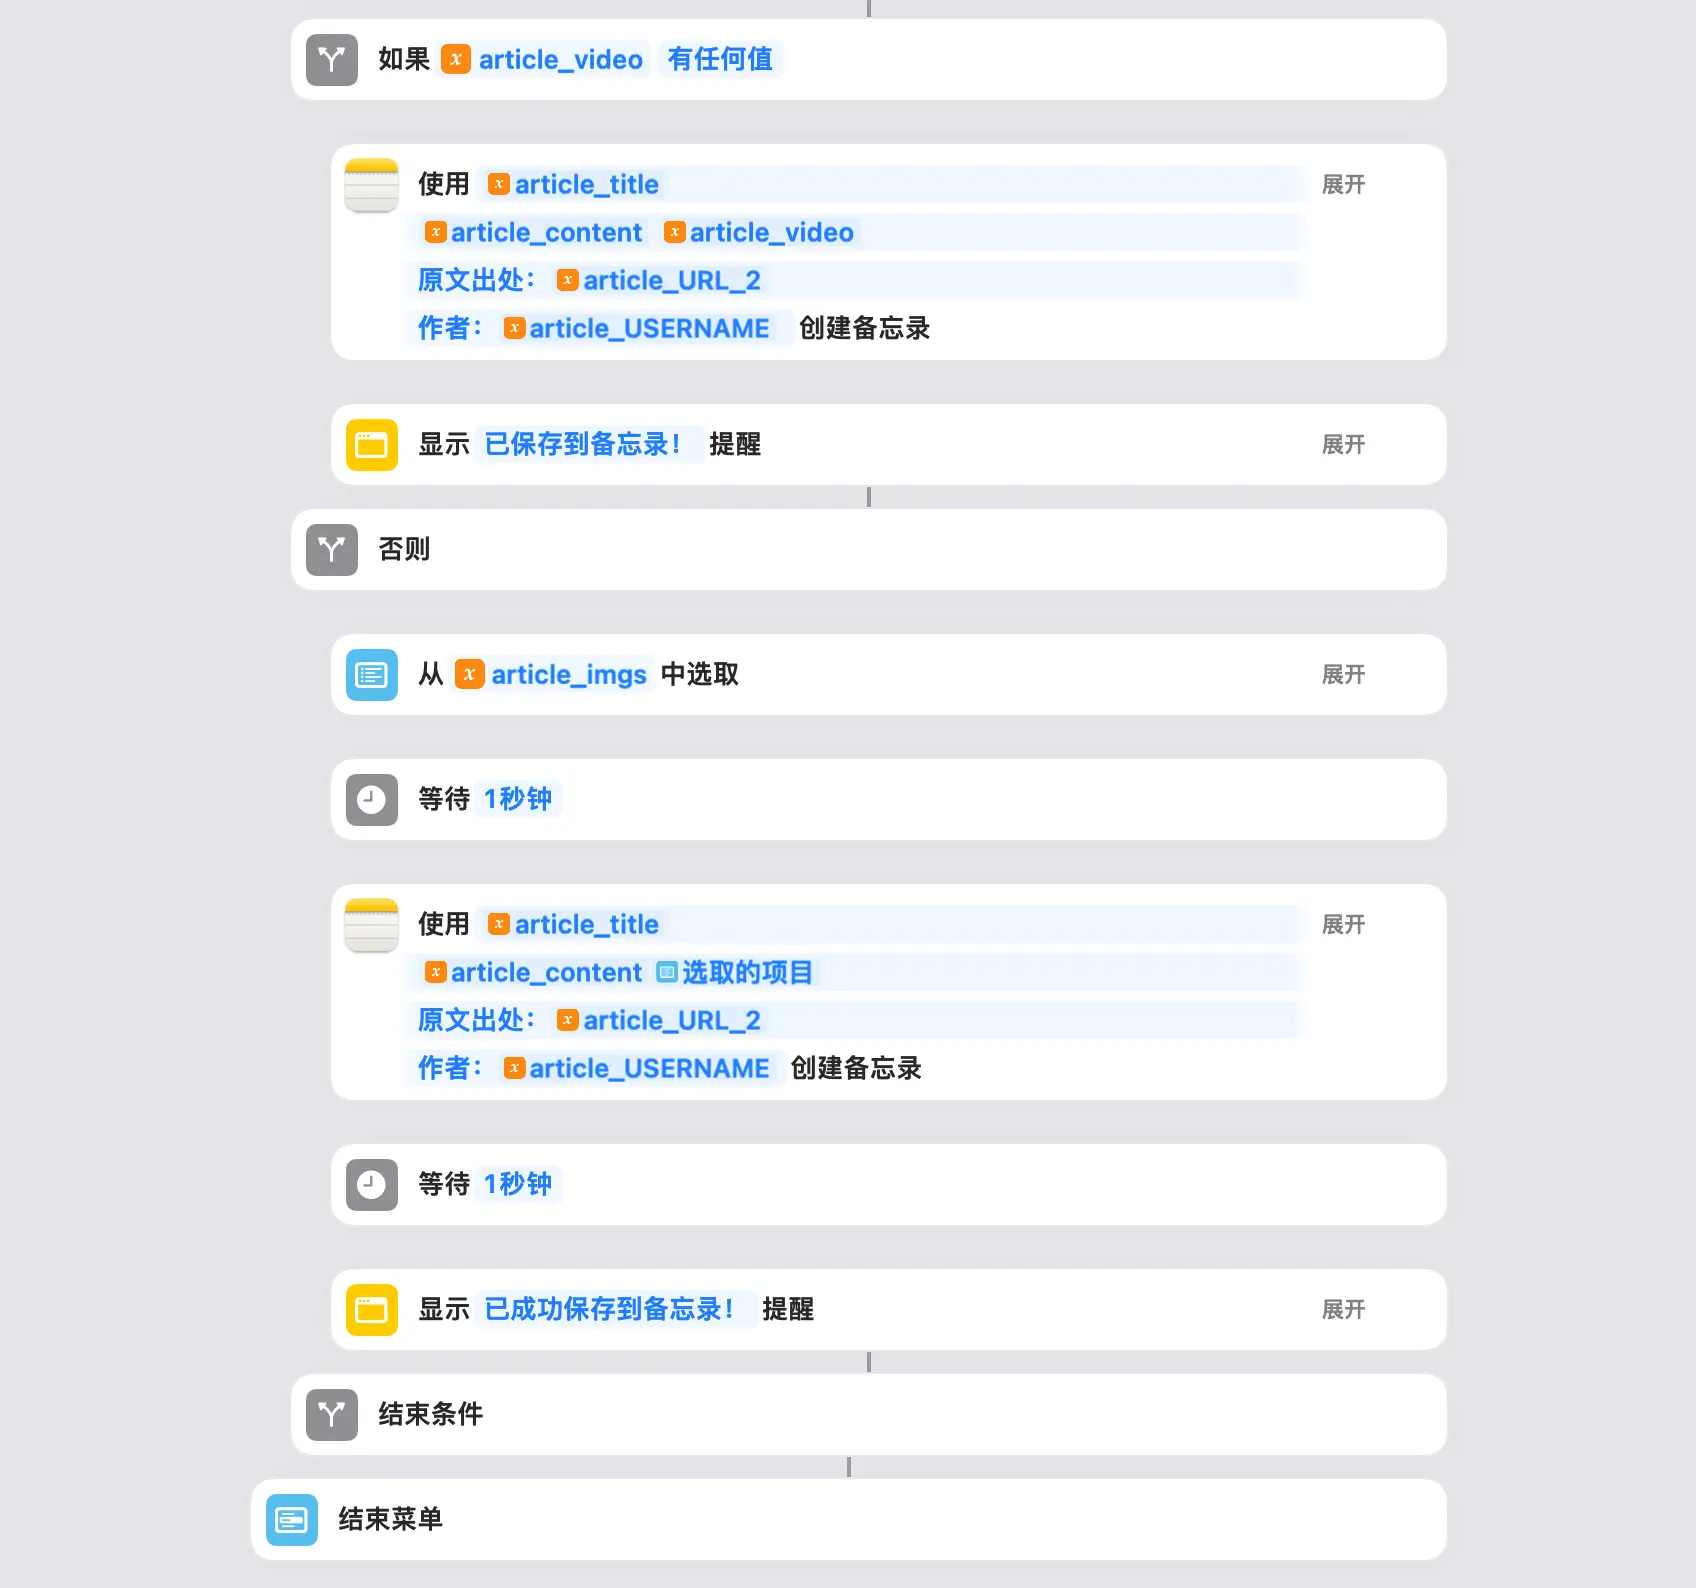 如果 x article_video 有任何值
使用 x article_title 展开
x article_content x article_video
原文出处： x article_URL_2
作者： x article_USERNAME 创建备忘录
显示 已保存到备忘录！ 提醒 展开
否则
从 x article_imgs 中选取 展开
等待 1秒钟
使用 x article_title 展开
x article_content 选取的项目
原文出处： x article_URL_2
作者： x article_USERNAME 创建备忘录
等待 1秒钟
显示 已成功保存到备忘录！ 提醒 展开
结束条件
结束菜单